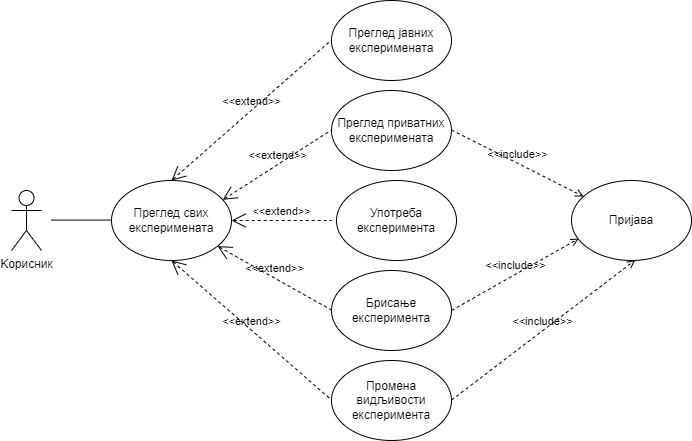 Преглед јавних
експеримената
<<extend>>
Преглед приватних
експеримената
<<extend>>
<<include>>
Преглед свих
експеримената
<<extend>>
Употреба
експеримента
Пријава
Корисник
<<extend>>
<<include>>
Брисање
експеримента
<<extend>>
<<include>>
Промена
видљивости
експеримента